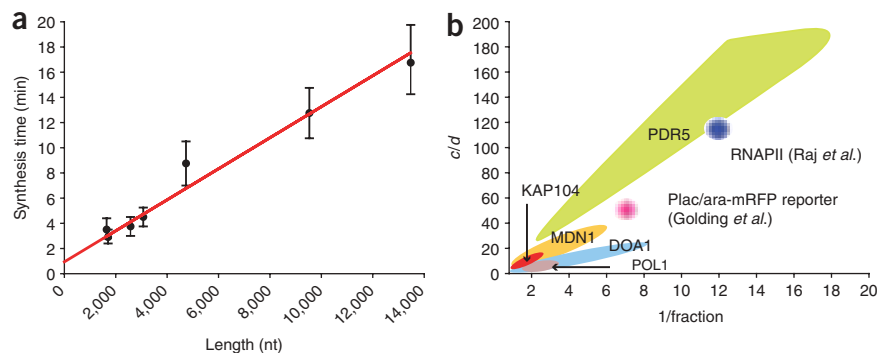 a
Synthesis time (min)
20
18
16
14
12
10
8
6
4
2
0
0
2,000
4,000
6,000
8,000
10,000
12,000
14,000
Length (nt)
b
c/d
200
180
160
140
120
100
80
60
40
20
0
PDR5
RNAPII (Raj et al.)
KAP104
Plac/ara-mRFP reporter
(Golding et al.)
MDN1
DOA1
POL1
0
4
6
8
10
12
14
16
17
20
1/fraction